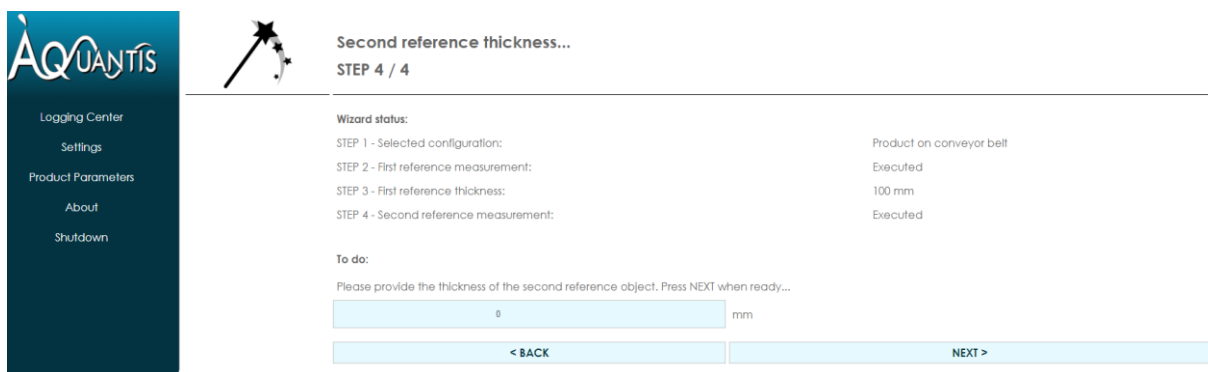 ÀQUANTIS
Logging Center
Settings
Product Parameters
About
Shutdown
Second reference thickness...
STEP 4 / 4
Wizard status:
STEP 1 - Selected configuration: Product on conveyor belt
STEP 2 - First reference measurement: Executed
STEP 3 - First reference thickness: 100 mm
STEP 4 - Second reference measurement: Executed
To do:
Please provide the thickness of the second reference object. Press NEXT when ready...
0 mm
< BACK NEXT >